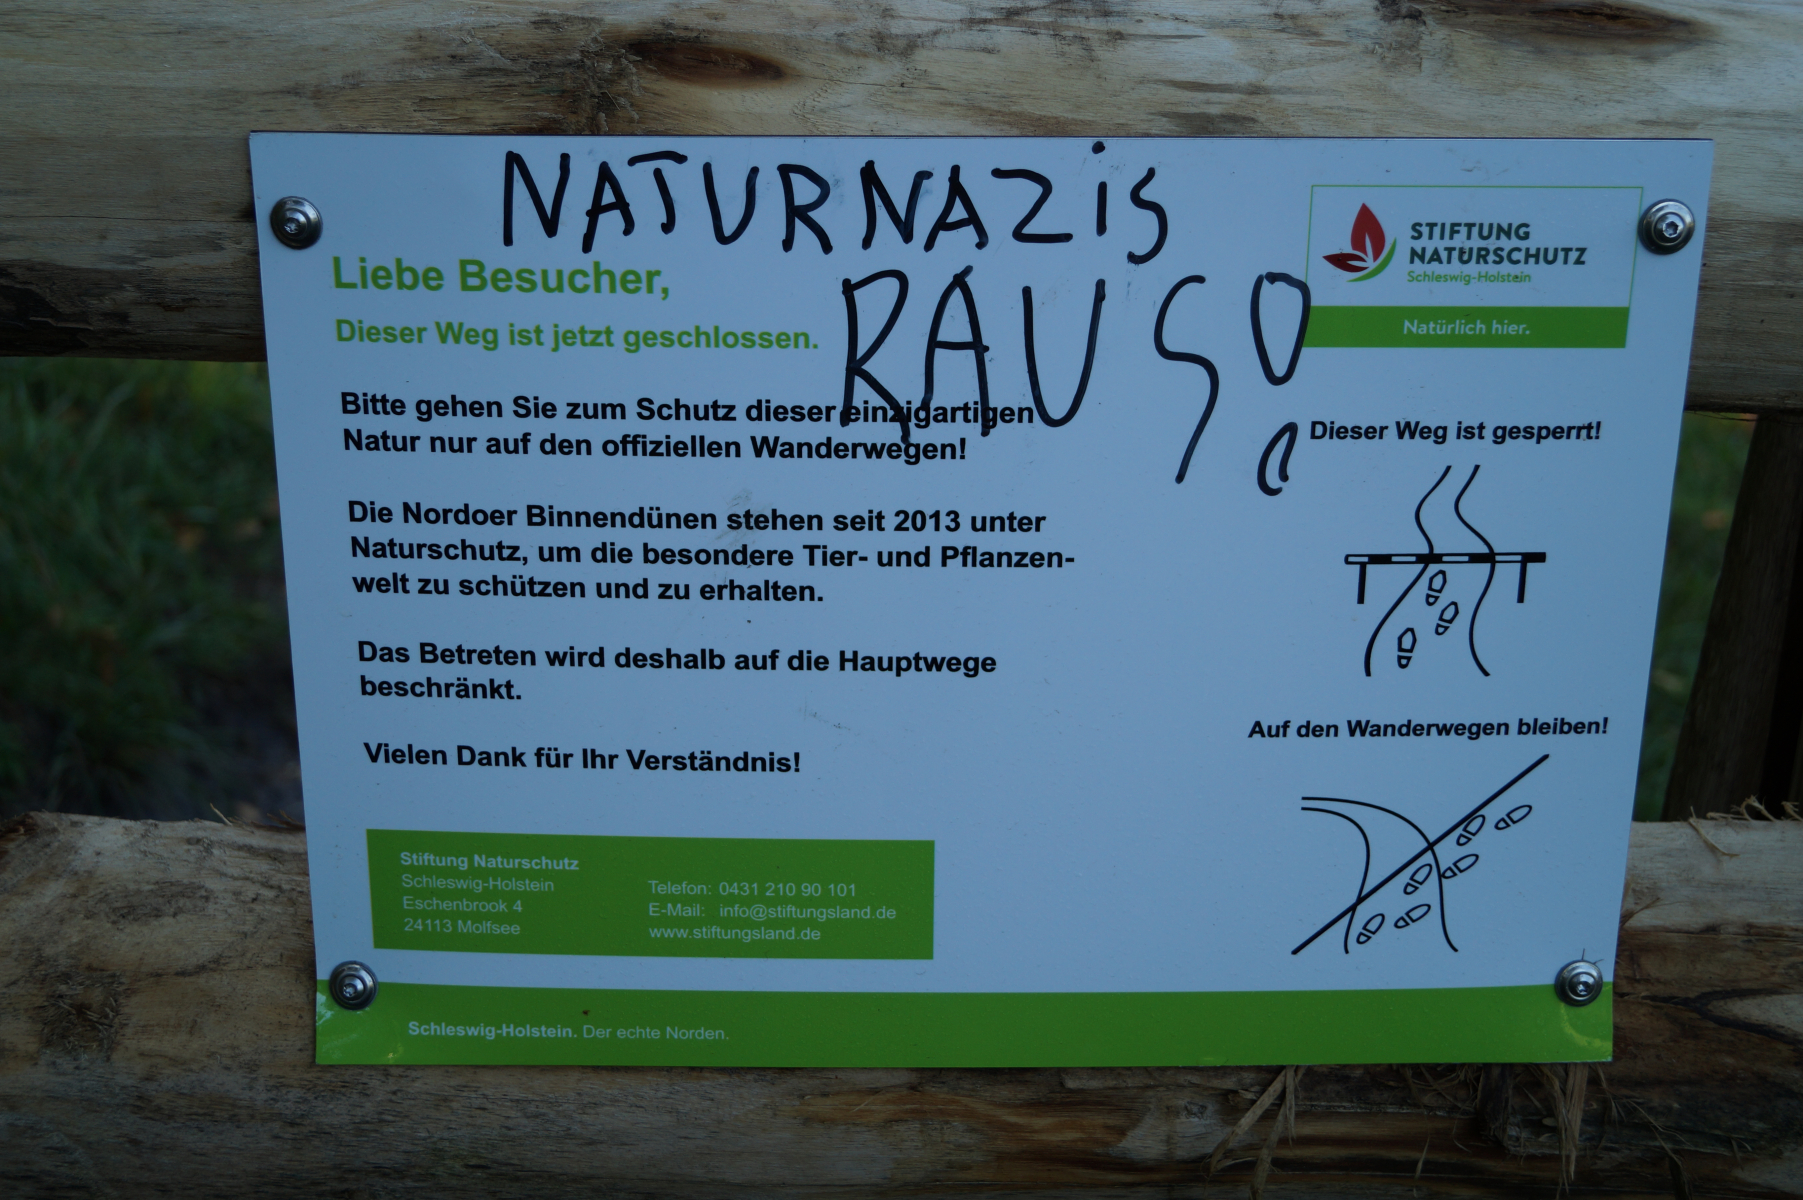 NATURNAZiS
RAUS!
Liebe Besucher,
Dieser Weg ist jetzt geschlossen.
Bitte gehen Sie zum Schutz dieser einzigartigen
Natur nur auf den offiziellen Wanderwegen!
Die Nordoer Binnendünen stehen seit 2013 unter
Naturschutz, um die besondere Tier- und Pflanzen-
welt zu schützen und zu erhalten.
Das Betreten wird deshalb auf die Hauptwege
beschränkt.
Vielen Dank für Ihr Verständnis!
STIFTUNG
NATURSCHUTZ
Schleswig-Holstein
Natürlich hier.
Dieser Weg ist gesperrt!
Auf den Wanderwegen bleiben!
Stiftung Naturschutz
Schleswig-Holstein
Eschenbrook 4
24113 Molfsee
Telefon: 0431 210 90 101
E-Mail: info@stiftungsland.de
www.stiftungsland.de
Schleswig-Holstein. Der echte Norden.